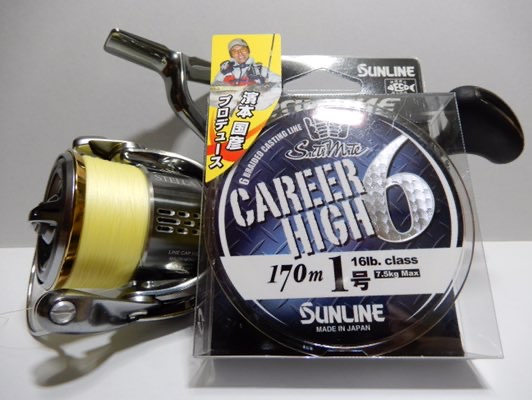 濱本国彦
プロデュース
SUNLINE
6 BRAIDED CASTING LINE
SaltiMate
CAREER
HIGH 6
170m 1号
16lb. class
7.5kg Max
SUNLINE
MADE IN JAPAN